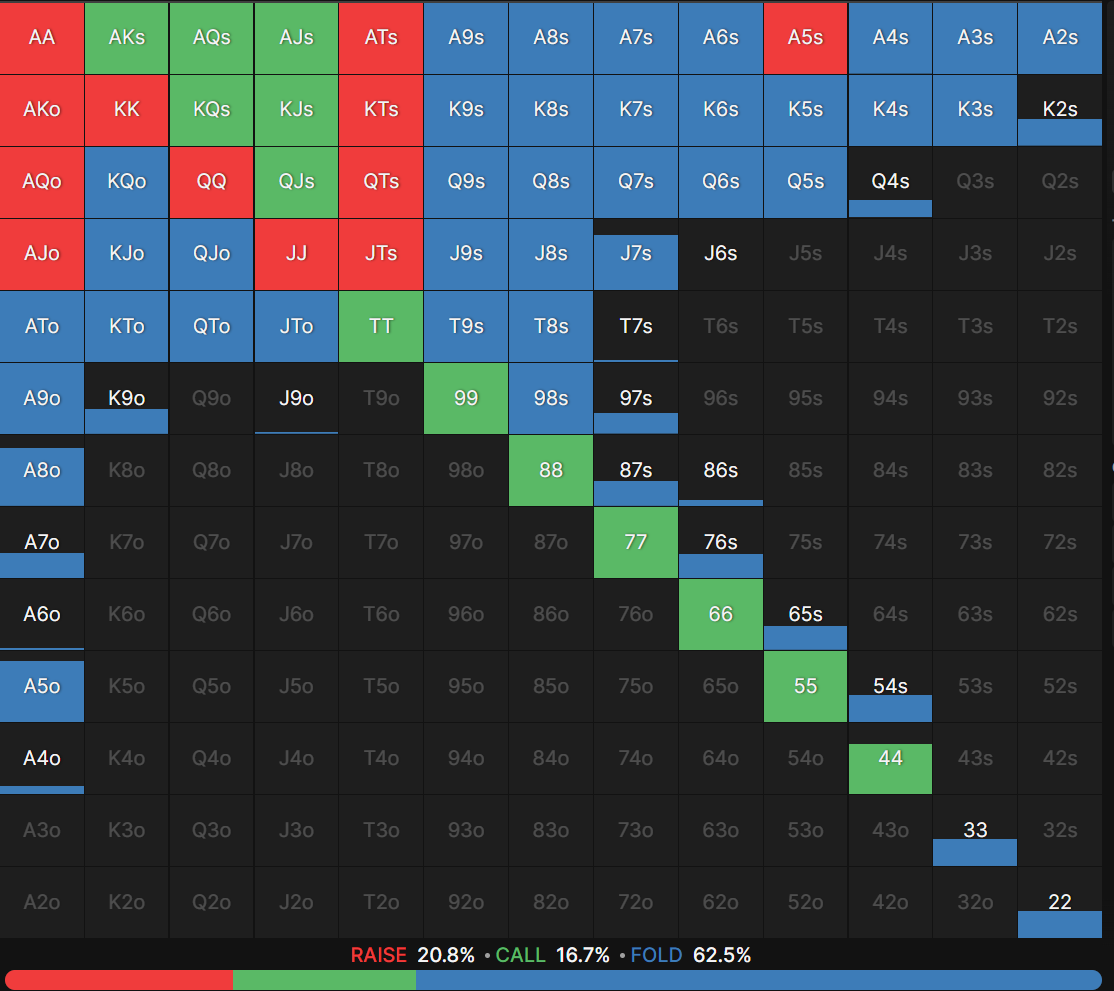 AA AKs AQs AJs ATs A9s A8s A7s A6s A5s A4s A3s A2s
AKo KK KQs KJs KTs K9s K8s K7s K6s K5s K4s K3s K2s
AQo KQo QQ QJs QTs Q9s Q8s Q7s Q6s Q5s Q4s Q3s Q2s
AJo KJo QJo JJ JTs J9s J8s J7s J6s J5s J4s J3s J2s
ATo KTo QTo JTo TT T9s T8s T7s T6s T5s T4s T3s T2s
A9o K9o Q9o J9o T9o 99 98s 97s 96s 95s 94s 93s 92s
A8o K8o Q8o J8o T8o 98o 88 87s 86s 85s 84s 83s 82s
A7o K7o Q7o J7o T7o 97o 87o 77 76s 75s 74s 73s 72s
A6o K6o Q6o J6o T6o 96o 86o 76o 66 65s 64s 63s 62s
A5o K5o Q5o J5o T5o 95o 85o 75o 65o 55 54s 53s 52s
A4o K4o Q4o J4o T4o 94o 84o 74o 64o 54o 44 43s 42s
A3o K3o Q3o J3o T3o 93o 83o 73o 63o 53o 43o 33 32s
A2o K2o Q2o J2o T2o 92o 82o 72o 62o 52o 42o 32o 22
RAISE 20.8% • CALL 16.7% • FOLD 62.5%